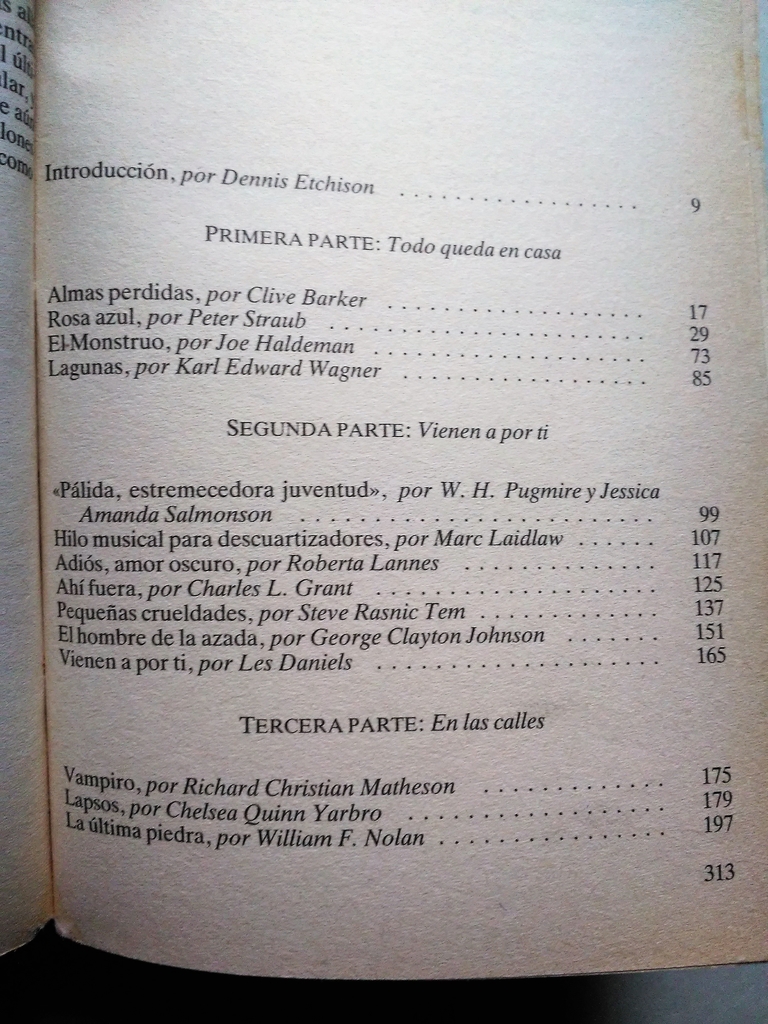 Introducción, por Dennis Etchison . . . . . . . . . . . . . . . . . . 9
PRIMERA PARTE: Todo queda en casa
Almas perdidas, por Clive Barker . . . . . . . . . . . . . . . . . . . 17
Rosa azul, por Peter Straub . . . . . . . . . . . . . . . . . . . . . . . 29
El Monstruo, por Joe Haldeman . . . . . . . . . . . . . . . . . . . . 73
Lagunas, por Karl Edward Wagner . . . . . . . . . . . . . . . . . . 85
SEGUNDA PARTE: Vienen a por ti
«Pálida, estremecedora juventud», por W. H. Pugmire y Jessica
Amanda Salmonson . . . . . . . . . . . . . . . . . . . . . . . . . 99
Hilo musical para descuartizadores, por Marc Laidlaw . . . . . . 107
Adiós, amor oscuro, por Roberta Lannes . . . . . . . . . . . . . . 117
Ahí fuera, por Charles L. Grant . . . . . . . . . . . . . . . . . . . . 125
Pequeñas crueldades, por Steve Rasnic Tem . . . . . . . . . . . . . 137
El hombre de la azada, por George Clayton Johnson . . . . . . . 151
Vienen a por ti, por Les Daniels . . . . . . . . . . . . . . . . . . . . 165
TERCERA PARTE: En las calles
Vampiro, por Richard Christian Matheson . . . . . . . . . . . . . 175
Lapsos, por Chelsea Quinn Yarbro . . . . . . . . . . . . . . . . . . 179
La última piedra, por William F. Nolan . . . . . . . . . . . . . . . . 197
313